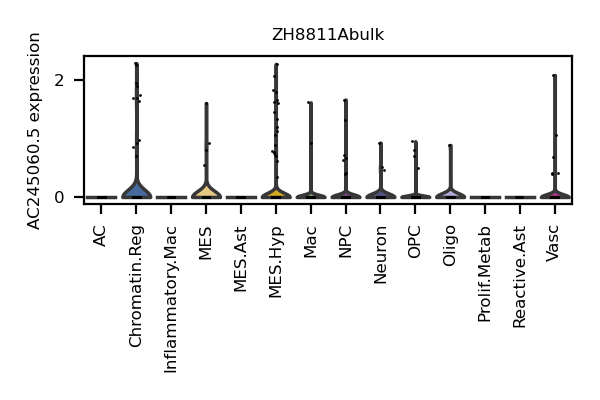 ZH8811Abulk
AC245060.5 expression
2
0
AC
Chromatin.Reg
Inflammatory.Mac
MES
MES.Ast
MES.Hyp
Mac
NPC
Neuron
OPC
Oligo
Prolif.Metab
Reactive.Ast
Vasc